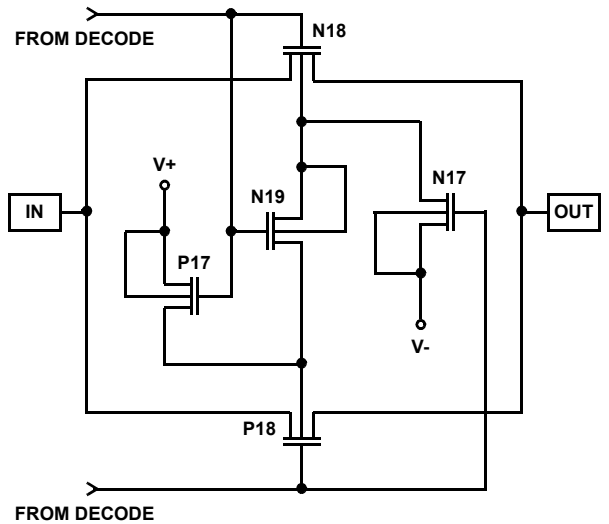 FROM DECODE
N18
V+
N19
N17
IN
OUT
P17
V-
P18
FROM DECODE